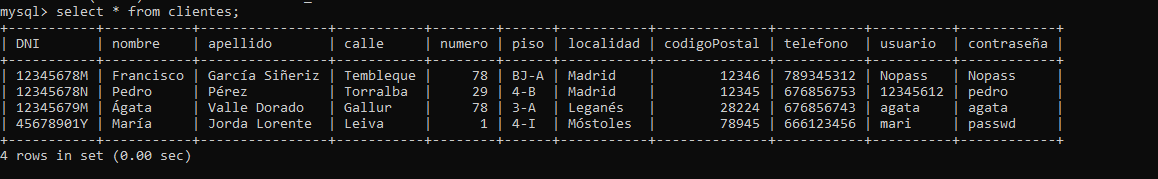 mysql> select * from clientes;
+-----------+-----------+----------------+-----------+--------+------+-----------+--------------+-----------+----------+------------+
| DNI       | nombre    | apellido       | calle     | numero | piso | localidad | codigoPostal | telefono  | usuario  | contraseña |
+-----------+-----------+----------------+-----------+--------+------+-----------+--------------+-----------+----------+------------+
| 12345678M | Francisco | García Siñeriz | Tembleque |     78 | BJ-A | Madrid    |        12346 | 789345312 | Nopass   | Nopass     |
| 12345678N | Pedro     | Pérez          | Torralba  |     29 | 4-B  | Madrid    |        12345 | 676856753 | 12345612 | pedro      |
| 12345679M | Ágata     | Valle Dorado   | Gallur    |     78 | 3-A  | Leganés   |        28224 | 676856743 | agata    | agata      |
| 45678901Y | María     | Jorda Lorente  | Leiva     |      1 | 4-I  | Móstoles  |        78945 | 666123456 | mari     | passwd     |
+-----------+-----------+----------------+-----------+--------+------+-----------+--------------+-----------+----------+------------+
4 rows in set (0.00 sec)